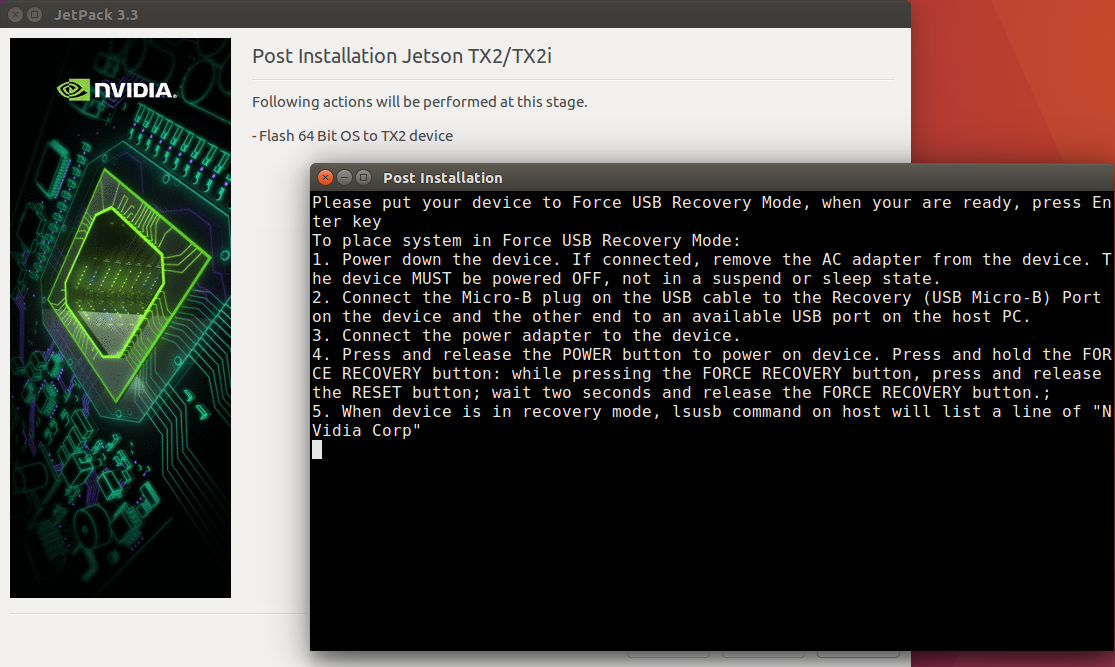 JetPack 3.3
Post Installation Jetson TX2/TX2i
NVIDIA.
Following actions will be performed at this stage.
- Flash 64 Bit OS to TX2 device
Post Installation
Please put your device to Force USB Recovery Mode, when your are ready, press En
ter key
To place system in Force USB Recovery Mode:
1. Power down the device. If connected, remove the AC adapter from the device. T
he device MUST be powered OFF, not in a suspend or sleep state.
2. Connect the Micro-B plug on the USB cable to the Recovery (USB Micro-B) Port
on the device and the other end to an available USB port on the host PC.
3. Connect the power adapter to the device.
4. Press and release the POWER button to power on device. Press and hold the FOR
CE RECOVERY button: while pressing the FORCE RECOVERY button, press and release
the RESET button; wait two seconds and release the FORCE RECOVERY button.;
5. When device is in recovery mode, lsusb command on host will list a line of "N
Vidia Corp"